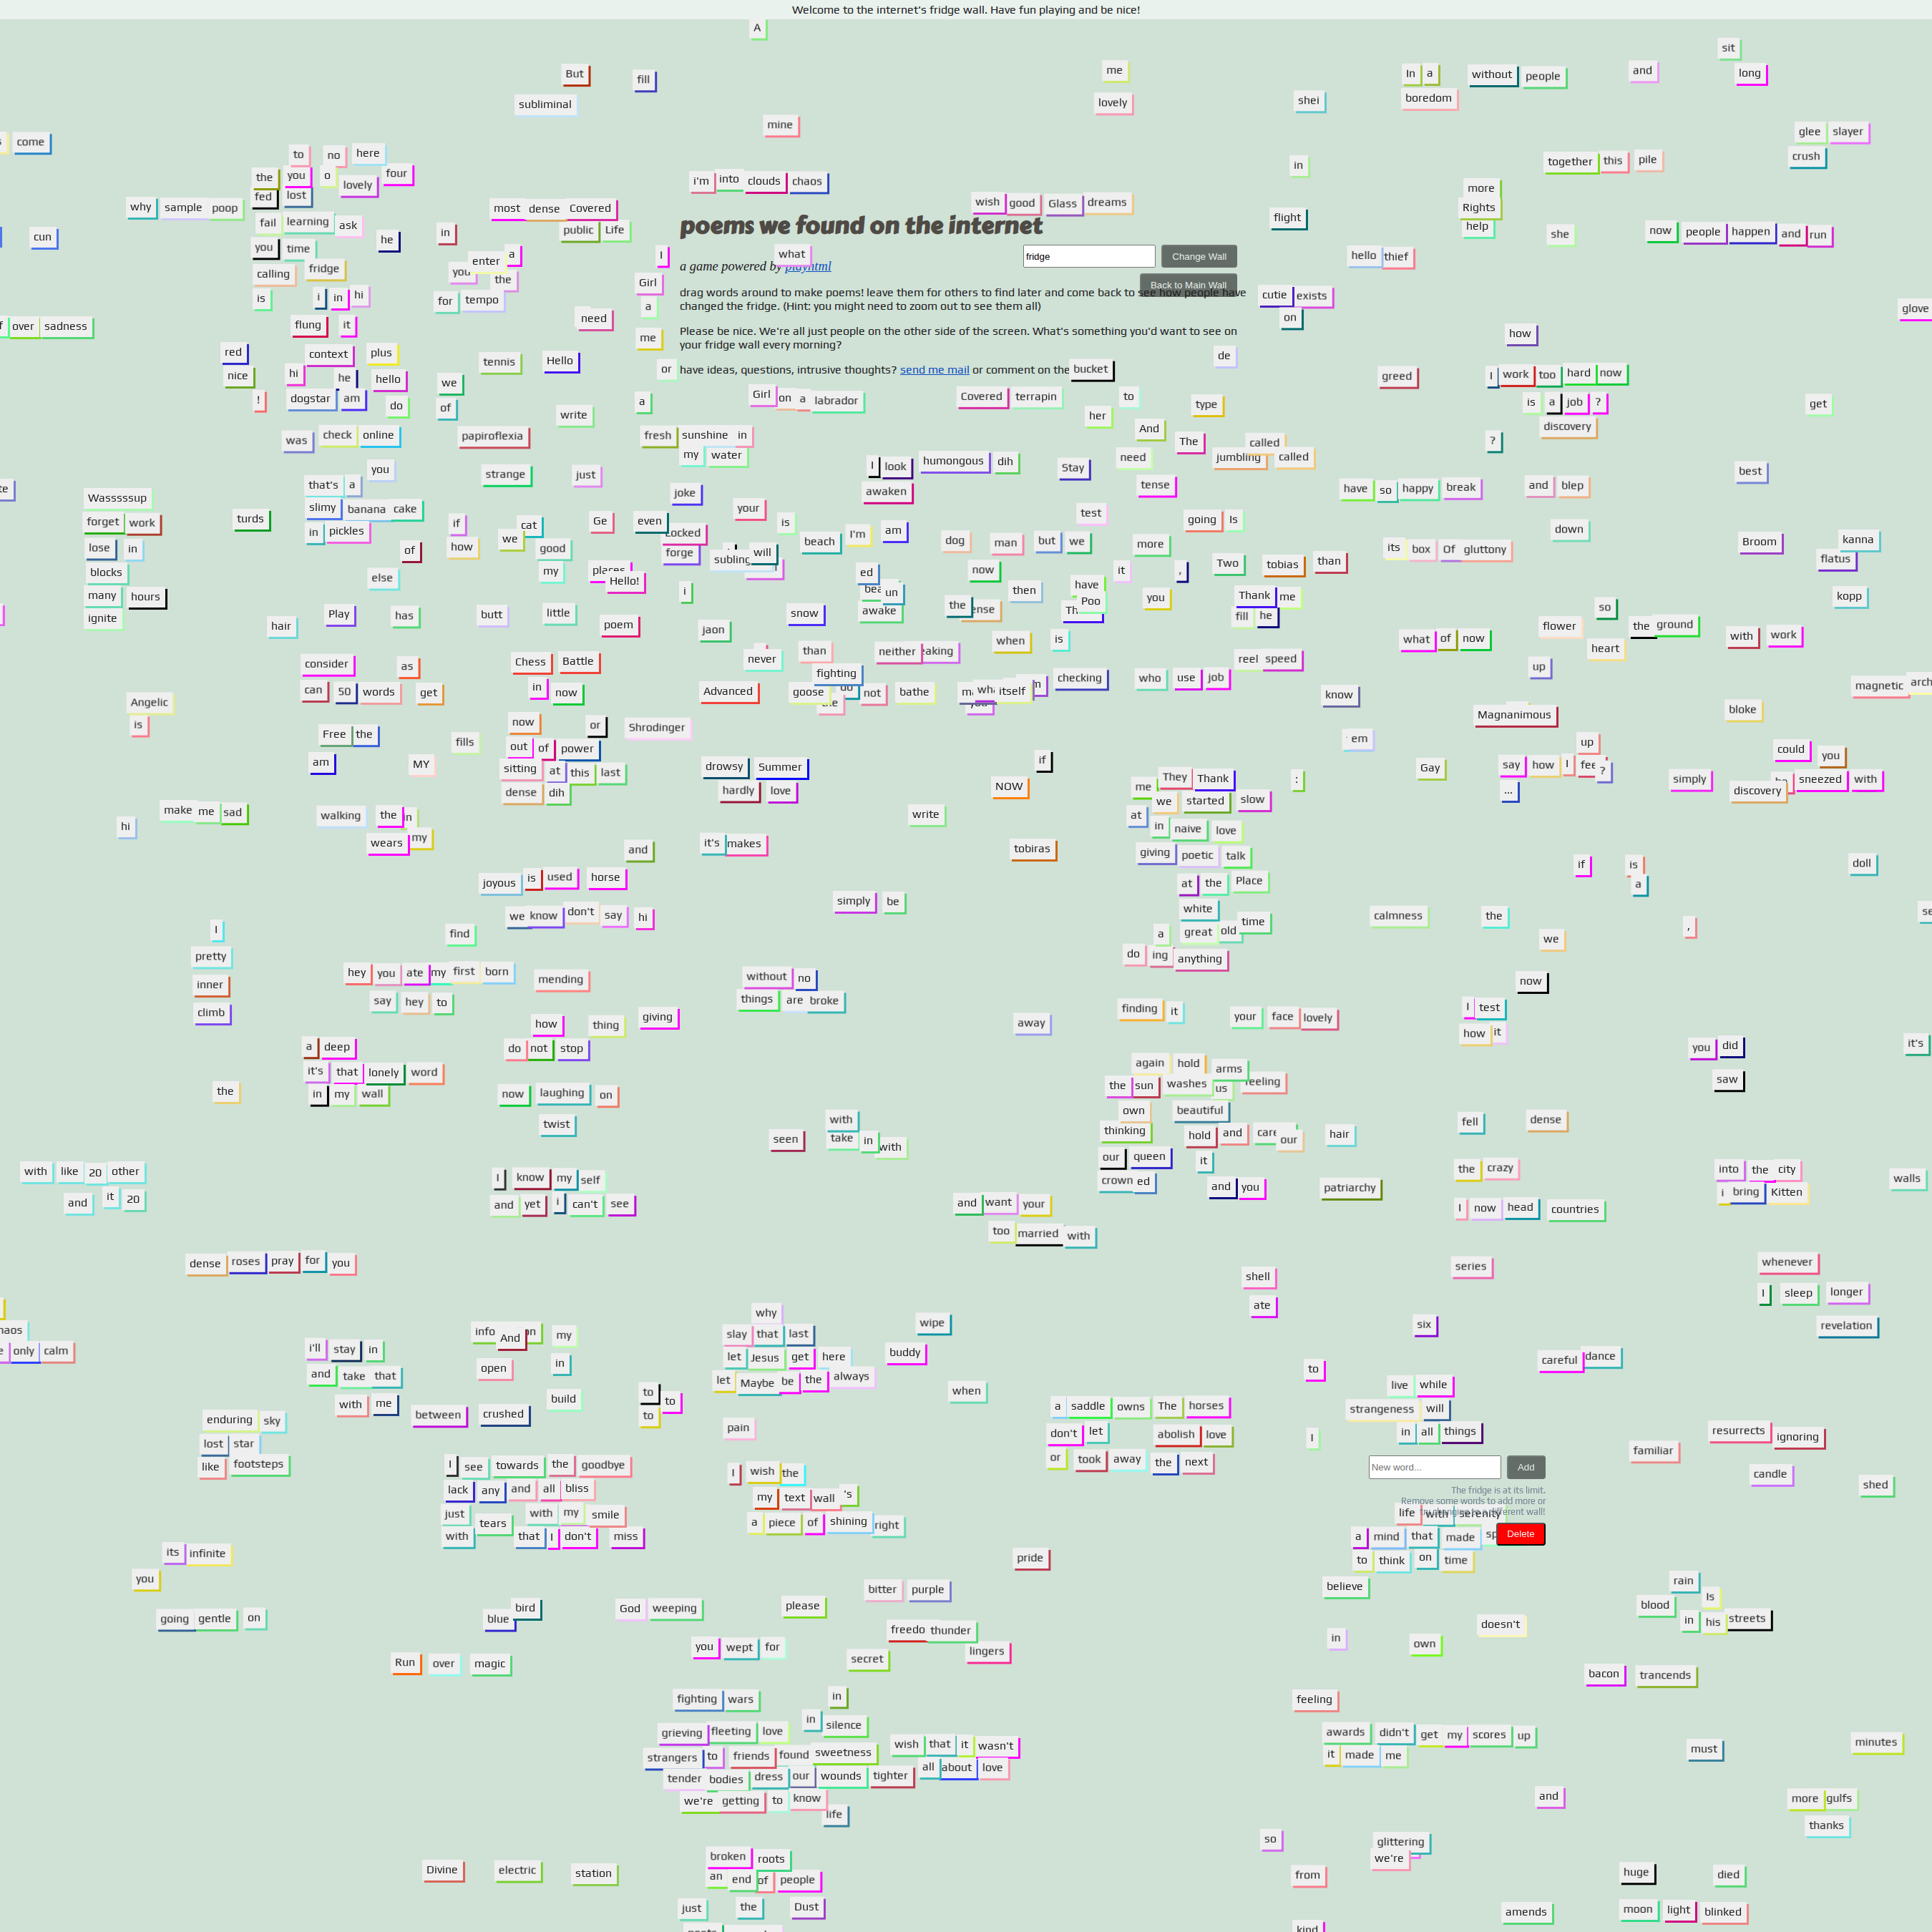 Welcome to the internet's fridge wall. Have fun playing and be nice!
A
sit
But fill me In a without people and long
subliminal lovely boredom shei
mine
glee slayer
come
to no here
crush
together this pile
in
the you o lovely four
i'm into clouds chaos
fed lost
more
why sample poop
most dense Covered
wish good Glass dreams
Rights
fail learning ask
public Life
poems we found on the internet
flight
help
she
now people happen and run
cun
you time he in
enter a
I what
hello thief
calling fridge
you the
a game powered by playhtml
fridge
Change Wall
Back to Main Wall
Girl
is i in hi
for tempo
a
drag words around to make poems! leave them for others to find later and come back to see how people have
changed the fridge. (Hint: you might need to zoom out to see them all)
cutie exists
on
glove
over sadness
flung it
need
me
Please be nice. We're all just people on the other side of the screen. What's something you'd want to see on
your fridge wall every morning?
how
red context plus
tennis Hello
de
nice hi he hello we
or
have ideas, questions, intrusive thoughts? send me mail or comment on the bucket
greed
I work too hard now
! dogstar am do of
write
a
Girl on a labrador
Covered terrapin to
her
type
is a job ?
get
discovery
was check online
papiroflexia
fresh sunshine in
And
The
called
?
my water
need
jumbling called
you
strange just
I look humongous dih
Stay
best
that's a
Wasssssup
joke
awaken
tense
have so happy break
and blep
slimy banana cake
forget work
turds
your
test
going Is
in pickles
if cat Ge even
is
I'm am
down
lose in
of how we good
Locked
forge
beach
dog man but we more
its box Of gluttony
Broom kanna
flatus
blocks
else my
Hello!
will
ed
now
it , Two tobias than
many hours
i
un
then
have
Poo
you
Thank me
kopp
ignite
hair Play has butt little
snow awake the
fill he
so
poem
jaon
when is
flower the ground
what of now
heart
with work
consider as
Chess Battle
never than
neither
reel speed
up
fighting
can 50 words get
in now
Advanced
goose do not bathe
itself
checking
who use job
know
magnetic
Angelic
is
bloke
Magnanimous
now or Shrodinger
Free the
fills
out of power
em
up
could you
am MY
sitting at this last
drowsy Summer
if
Gay
say how I ?
They Thank
:
simply
sneezed with
dense dih
hardly love
NOW
me
...
discovery
make me sad
we started slow
hi
walking the
write
at in naive love
wears my
and
it's makes
tobiras
giving poetic talk
if is
doll
joyous is used horse
at the Place
a
simply be
white
we know don't say hi
calmness the
I
find
a great old time
we
,
pretty
do ing anything
hey you ate my first born
mending
without no
now
inner
say hey to
things are broke
climb
giving
finding it
your face lovely
I test
how thing
away
how it
a deep
do not stop
you did
it's
it's that lonely word
again hold arms
the
in my wall
now laughing on
the sun washes us
saw
twist
own beautiful
with
fell dense
seen
take in with
thinking hold and our
hair
our queen it
with like 20 other
I know my self
the crazy
into the city
crown ed
and it 20
and yet i can't see
and you
patriarchy
i bring Kitten
walls
and want your
I now head countries
too married with
dense roses pray for you
series
whenever
shell
I sleep longer
ate
why wipe
six
revelation
And my
slay that last
only calm
i'll stay in
let Jesus get here
buddy
careful dance
open in
to
and take that
let Maybe be the always
when
live while
with me
build
to to
a saddle owns The horses
strangeness will
between crushed
to
enduring sky
pain
don't let abolish love
in all things
resurrects ignoring
lost star
I
familiar
I see towards the goodbye
or took away the next
like footsteps
I wish the
New word...
Add
candle
lack any and all bliss
The fridge is at its limit.
my text wall 's
Remove some words to add more or
shed
just tears with my smile
a piece of shining right
life with serenity
with that I don't miss
a mind that made
Delete
its infinite
pride
to think on time
you
bitter purple
believe
rain
bird
God weeping please
blood Is
going gentle on
blue
freedo thunder
doesn't
in his streets
you wept for
lingers
in own
Run over magic
secret
bacon trancends
fighting wars in
feeling
grieving fleeting love in silence
awards didn't get my scores up
wish that it wasn't
strangers to friends found sweetness
it made me
must
minutes
tender bodies dress our wounds tighter
all about love
we're getting to know
and
more gulfs
life
thanks
so glittering
broken roots
we're
Divine electric station
an end of people
from
huge died
just the Dust
amends
moon light blinked
kind